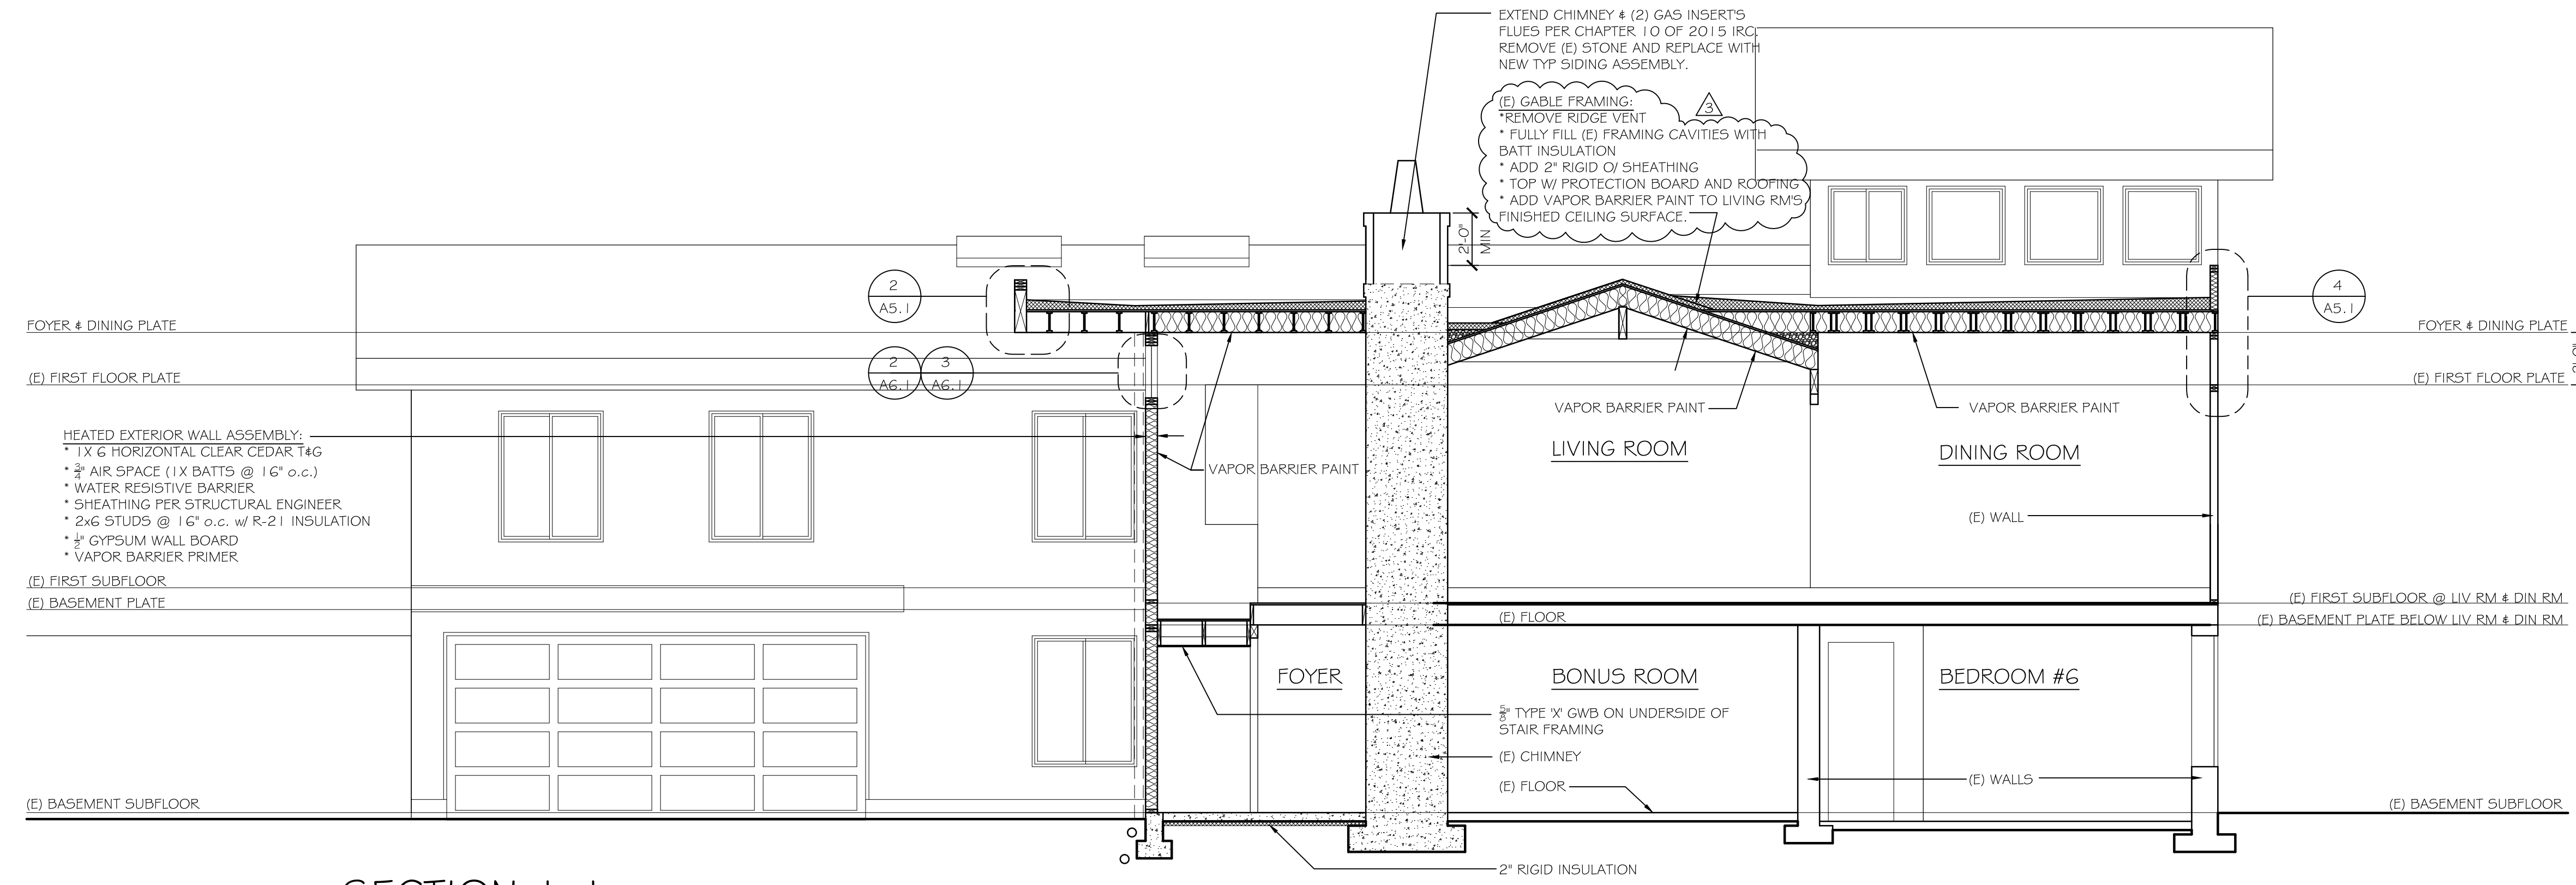 EXTEND CHIMNEY & (2) GAS INSERT'S
FLUES PER CHAPTER 10 OF 2015 IRC.
REMOVE (E) STONE AND REPLACE WITH
NEW TYP SIDING ASSEMBLY.
(E) GABLE FRAMING:
*REMOVE RIDGE VENT
* FULLY FILL (E) FRAMING CAVITIES WITH
BATT INSULATION
* ADD 2" RIGID O/ SHEATHING
* TOP W/ PROTECTION BOARD AND ROOFING
* ADD VAPOR BARRIER PAINT TO LIVING RM'S
FINISHED CEILING SURFACE.
3
2'-0"
MIN
2
A5.1
4
A5.1
FOYER & DINING PLATE
FOYER & DINING PLATE
2
A6.1
3
A6.1
(E) FIRST FLOOR PLATE
(E) FIRST FLOOR PLATE
VAPOR BARRIER PAINT
VAPOR BARRIER PAINT
HEATED EXTERIOR WALL ASSEMBLY:
* 1X 6 HORIZONTAL CLEAR CEDAR T&G
* 3/4" AIR SPACE (1X BATTS @ 16" o.c.)
* WATER RESISTIVE BARRIER
* SHEATHING PER STRUCTURAL ENGINEER
* 2x6 STUDS @ 16" o.c. w/ R-21 INSULATION
* 1/2" GYPSUM WALL BOARD
* VAPOR BARRIER PRIMER
VAPOR BARRIER PAINT
LIVING ROOM
DINING ROOM
(E) WALL
(E) FIRST SUBFLOOR
(E) BASEMENT PLATE
(E) FIRST SUBFLOOR @ LIV RM & DIN RM
(E) FLOOR
(E) BASEMENT PLATE BELOW LIV RM & DIN RM
FOYER
BONUS ROOM
BEDROOM #6
5/8" TYPE 'X' GWB ON UNDERSIDE OF
STAIR FRAMING
(E) CHIMNEY
(E) FLOOR
(E) WALLS
(E) BASEMENT SUBFLOOR
(E) BASEMENT SUBFLOOR
2" RIGID INSULATION
SECTION